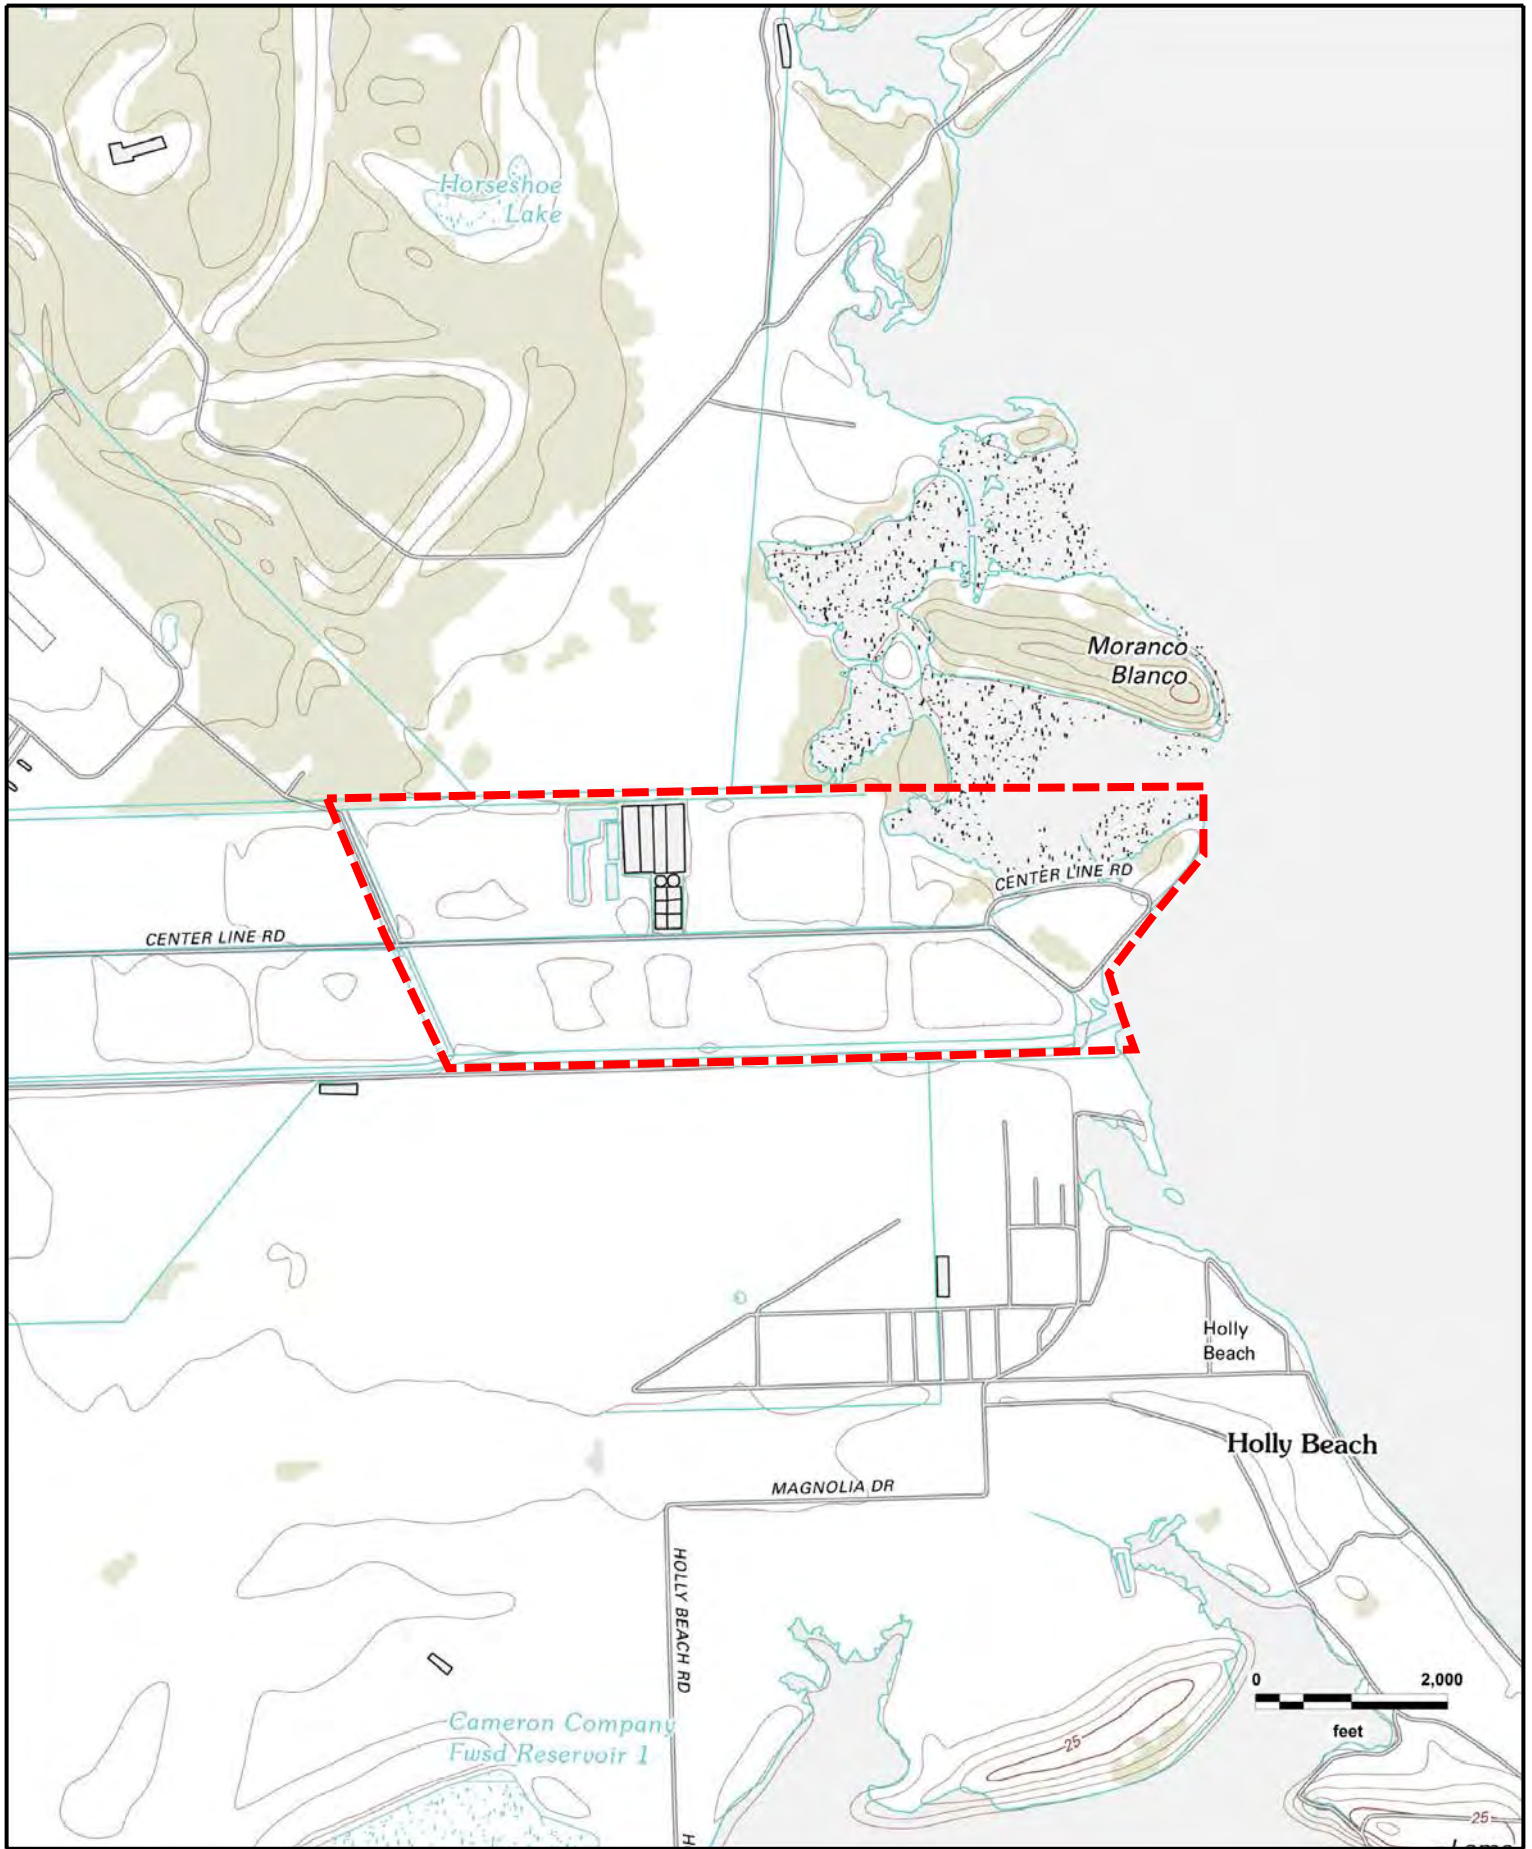 Horseshoe
Lake
Moranco
Blanco
CENTER LINE RD
CENTER LINE RD
Holly
Beach
Holly Beach
MAGNOLIA DR
HOLLY BEACH RD
0 2,000
feet
Cameron Company
Fwsd Reservoir 1
25
25
H